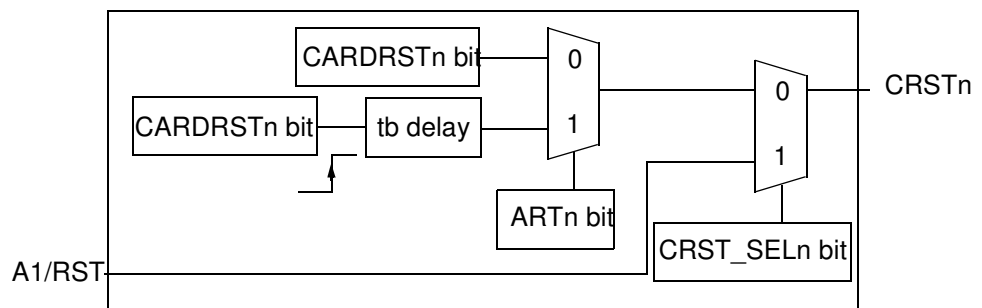 CARDRSTn bit
0
CARDRSTn bit
tb delay
1
0
CRSTn
1
ARTn bit
CRST_SELn bit
A1/RST